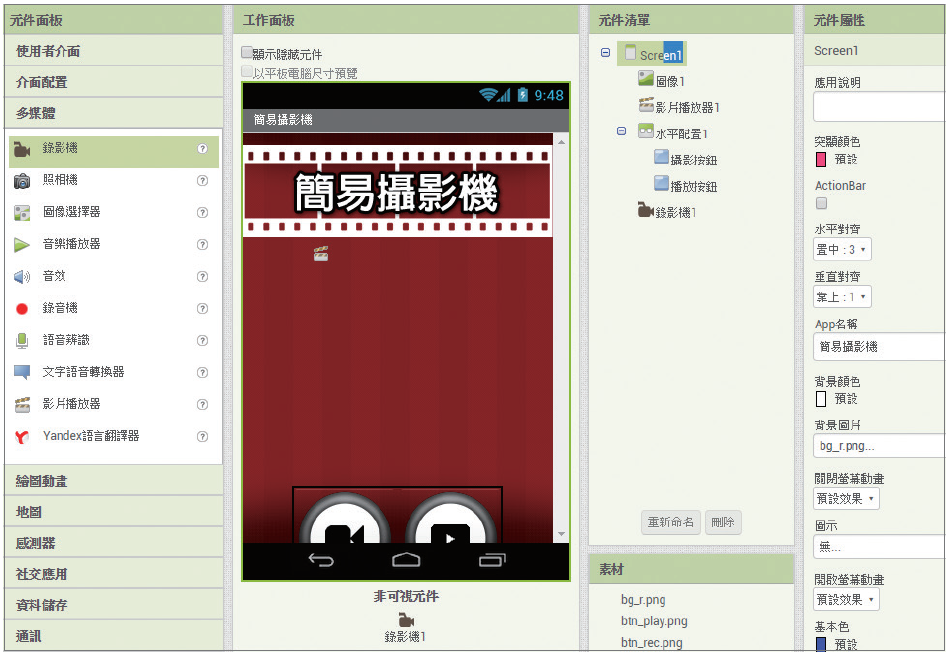 元件面板
使用者介面
介面配置
多媒體
錄影機
照相機
圖像選擇器
音樂播放器
音效
錄音機
語音辨識
文字語音轉換器
影片播放器
Yandex語言翻譯器
繪圖動畫
地圖
感測器
社交應用
資料儲存
通訊
工作面板
顯示隱藏元件
以平板電腦尺寸預覽
9:48
簡易攝影機
簡易攝影機
非可視元件
錄影機1
元件清單
Screen1
圖像1
影片播放器1
水平配置1
攝影按鈕
播放按鈕
錄影機1
重新命名
刪除
素材
bg_r.png
btn_play.png
btn_rec.png
元件屬性
Screen1
應用說明
突顯顏色
預設
ActionBar
水平對齊
置中 : 3
垂直對齊
靠上 : 1
App名稱
簡易攝影機
背景顏色
預設
背景圖片
bg_r.png...
關閉螢幕動畫
預設效果
圖示
無...
開啟螢幕動畫
預設效果
基本色
預設